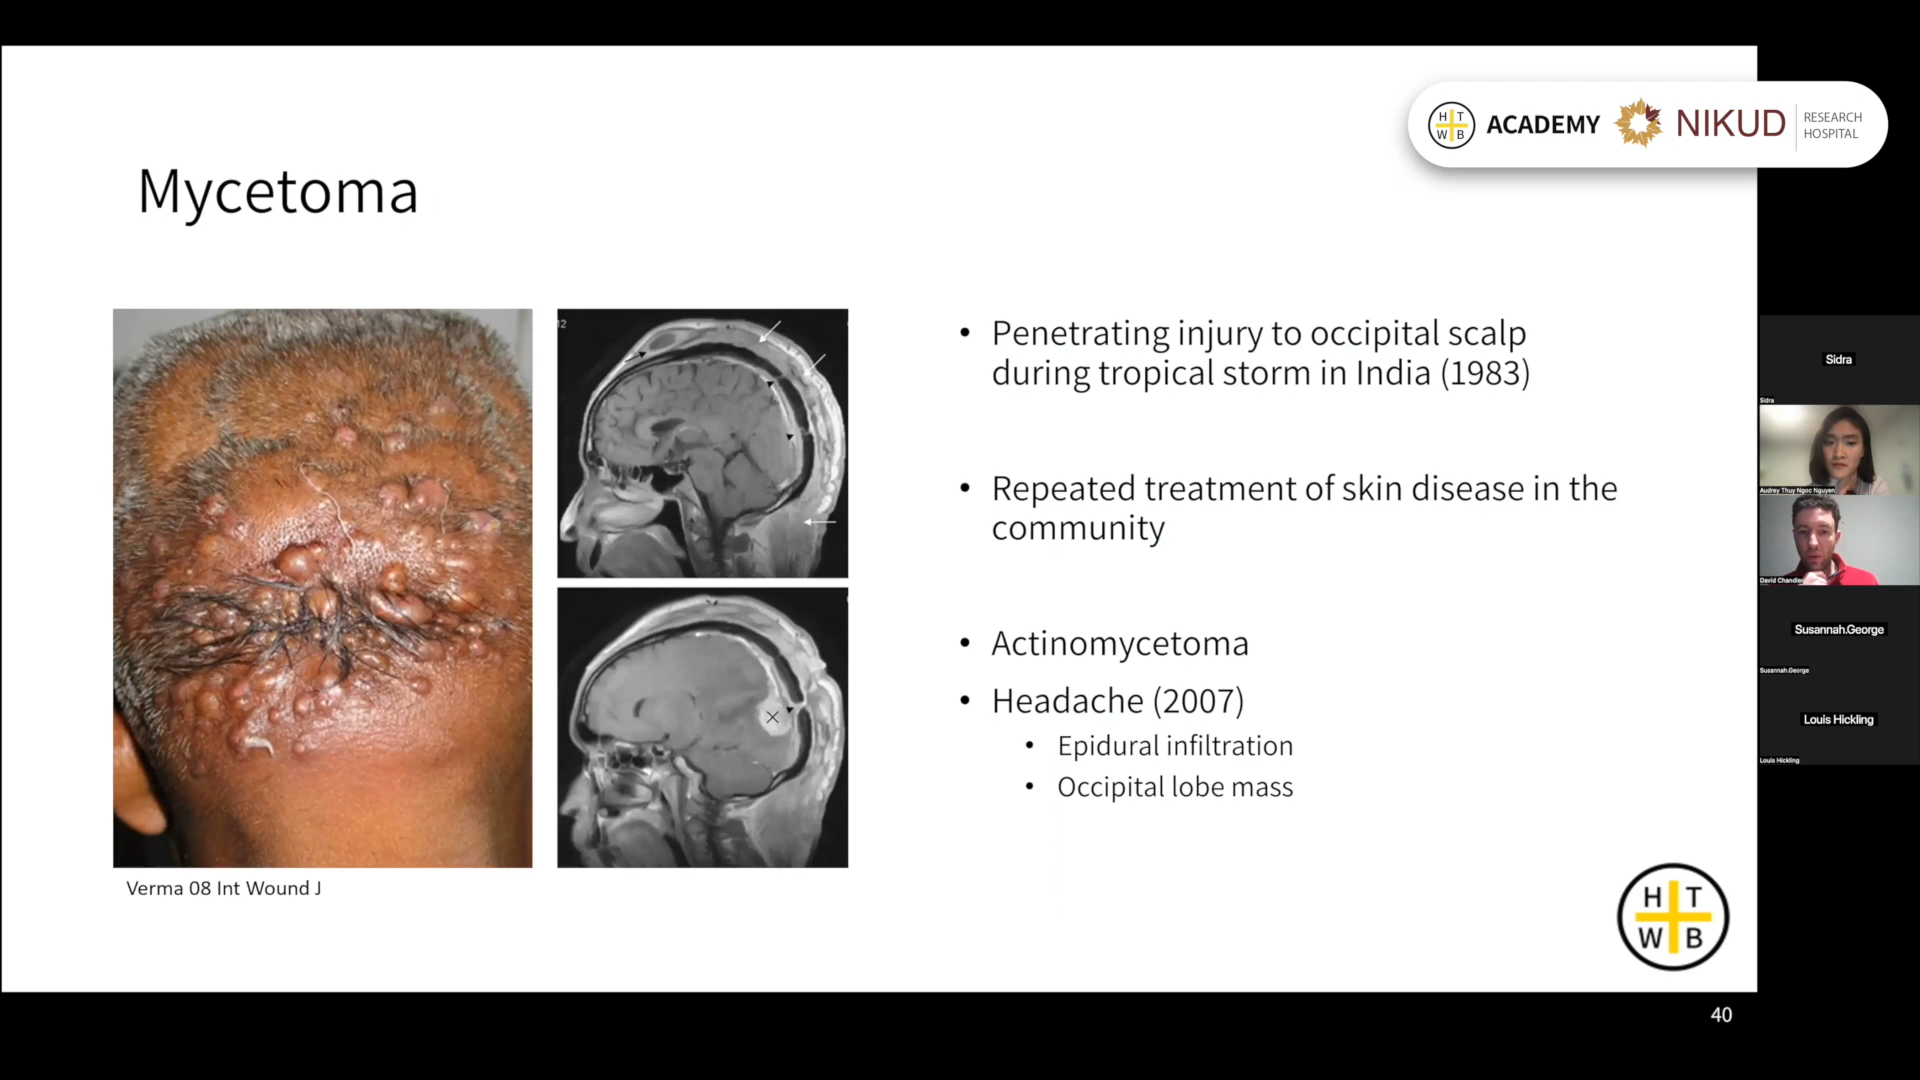 H T
W B
ACADEMY
NIKUD
RESEARCH
HOSPITAL
Mycetoma
12
• Penetrating injury to occipital scalp
during tropical storm in India (1983)
• Repeated treatment of skin disease in the
community
• Actinomycetoma
• Headache (2007)
• Epidural infiltration
• Occipital lobe mass
Verma 08 Int Wound J
H T
W B
40
Sidra
Sidra
Audrey Thuy Ngoc Nguyen
David Chandler
Susannah.George
Susannah.George
Louis Hickling
Louis Hickling